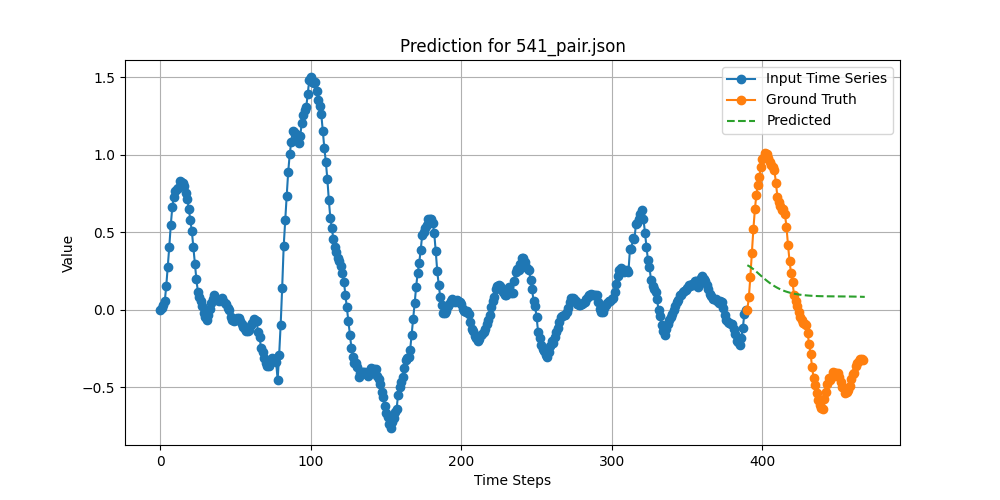 Prediction for 541_pair.json
Input Time Series
Ground Truth
Predicted
Value
1.5
1.0
0.5
0.0
−0.5
0
100
200
300
400
Time Steps